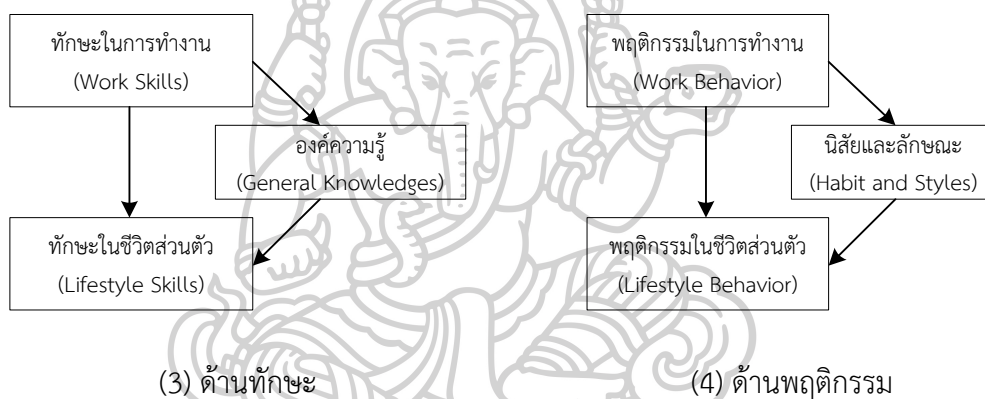 ทักษะในการทำงาน
(Work Skills)
องค์ความรู้
(General Knowledges)
ทักษะในชีวิตส่วนตัว
(Lifestyle Skills)
(3) ด้านทักษะ
พฤติกรรมในการทำงาน
(Work Behavior)
นิสัยและลักษณะ
(Habit and Styles)
พฤติกรรมในชีวิตส่วนตัว
(Lifestyle Behavior)
(4) ด้านพฤติกรรม